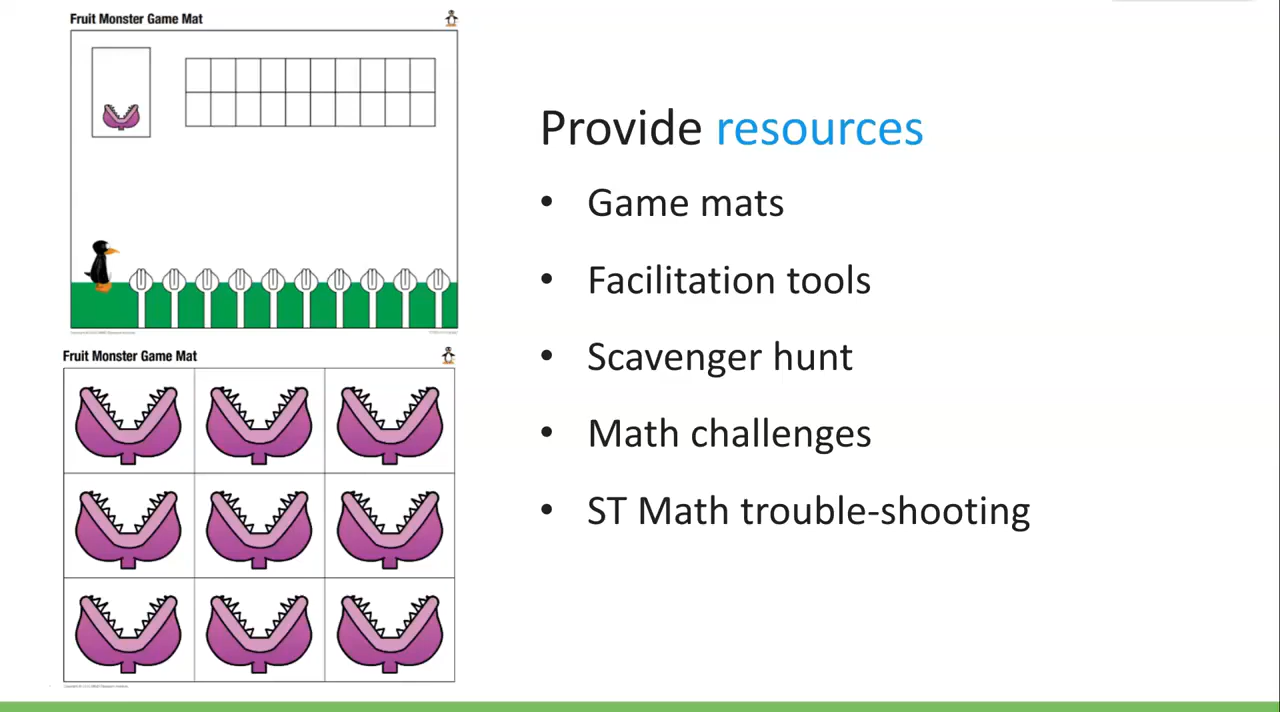 Fruit Monster Game Mat
Fruit Monster Game Mat
Provide resources
• Game mats
• Facilitation tools
• Scavenger hunt
• Math challenges
• ST Math trouble-shooting